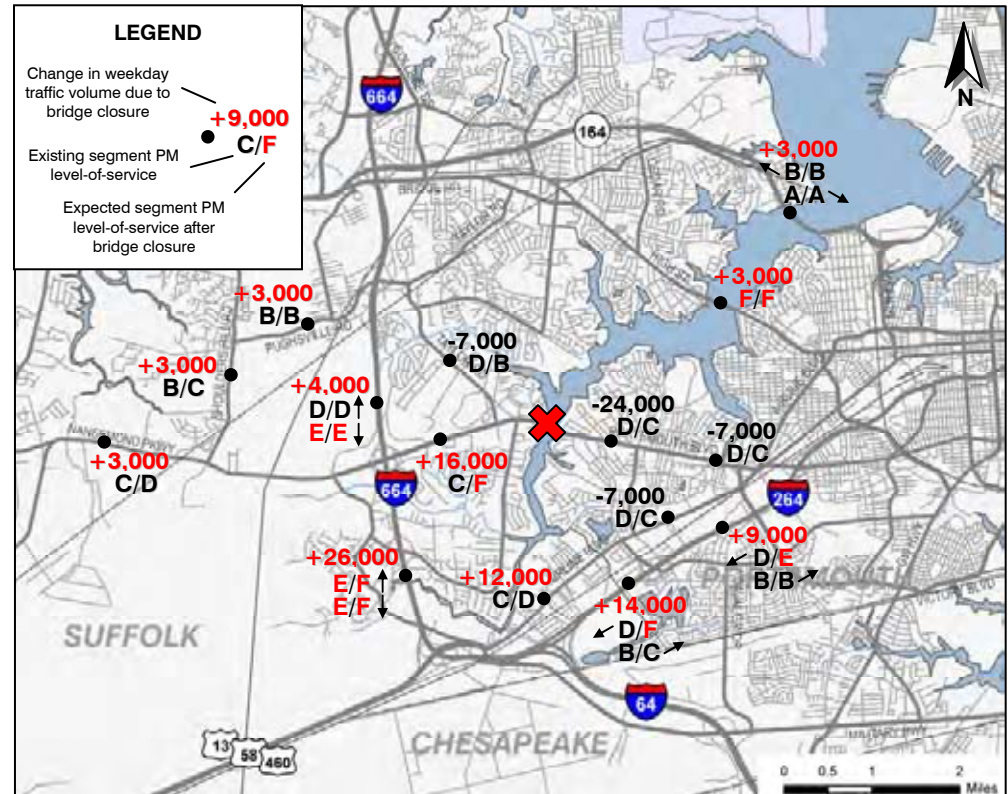 LEGEND
Change in weekday
traffic volume due to
bridge closure
+9,000
C/F
Existing segment PM
level-of-service
Expected segment PM
level-of-service after
bridge closure
664
164
N
+3,000
B/B
A/A
+3,000
F/F
+3,000
B/B
PUGHSVILLE RD
+3,000
B/C
-7,000
D/B
+4,000
D/D
E/E
-24,000
D/C
NANSEMOND PKWY
+3,000
C/D
+16,000
C/F
-7,000
D/C
664
264
-7,000
D/C
+9,000
D/E
B/B
+26,000
E/F
E/F
+12,000
C/D
+14,000
D/F
B/C
SUFFOLK
64
13
58
460
CHESAPEAKE
0 0.5 1 2
Miles